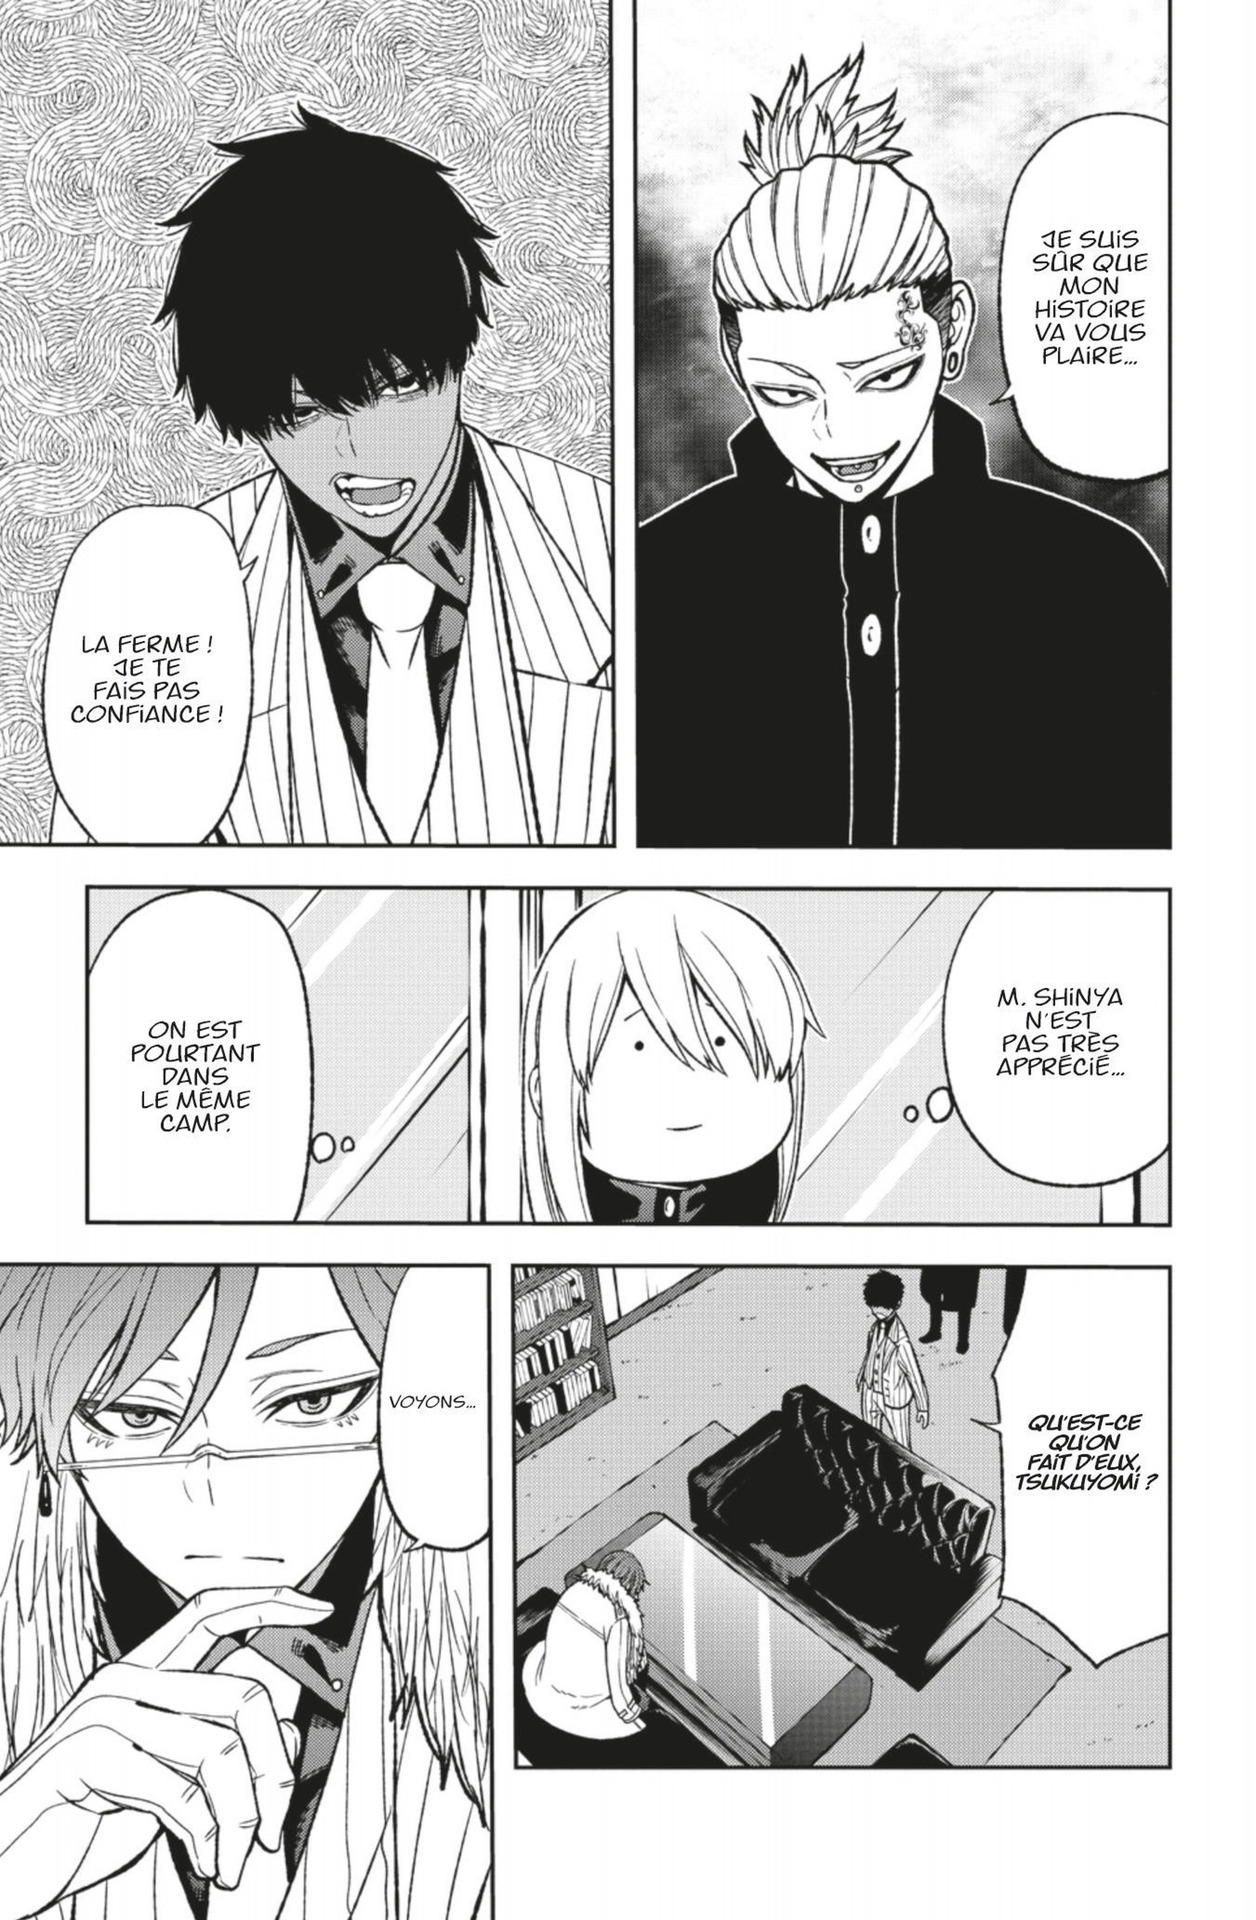 JE SUIS
SÛR QUE
MON
HISTOIRE
VA VOUS
PLAIRE...
LA FERME !
JE TE
FAIS PAS
CONFIANCE !
M. SHINYA
N'EST
PAS TRÈS
APPRÉCIÉ...
ON EST
POURTANT
DANS
LE MÊME
CAMP.
QU'EST-CE
QU'ON
FAIT D'EUX,
TSUKUYOMI ?
VOYONS...